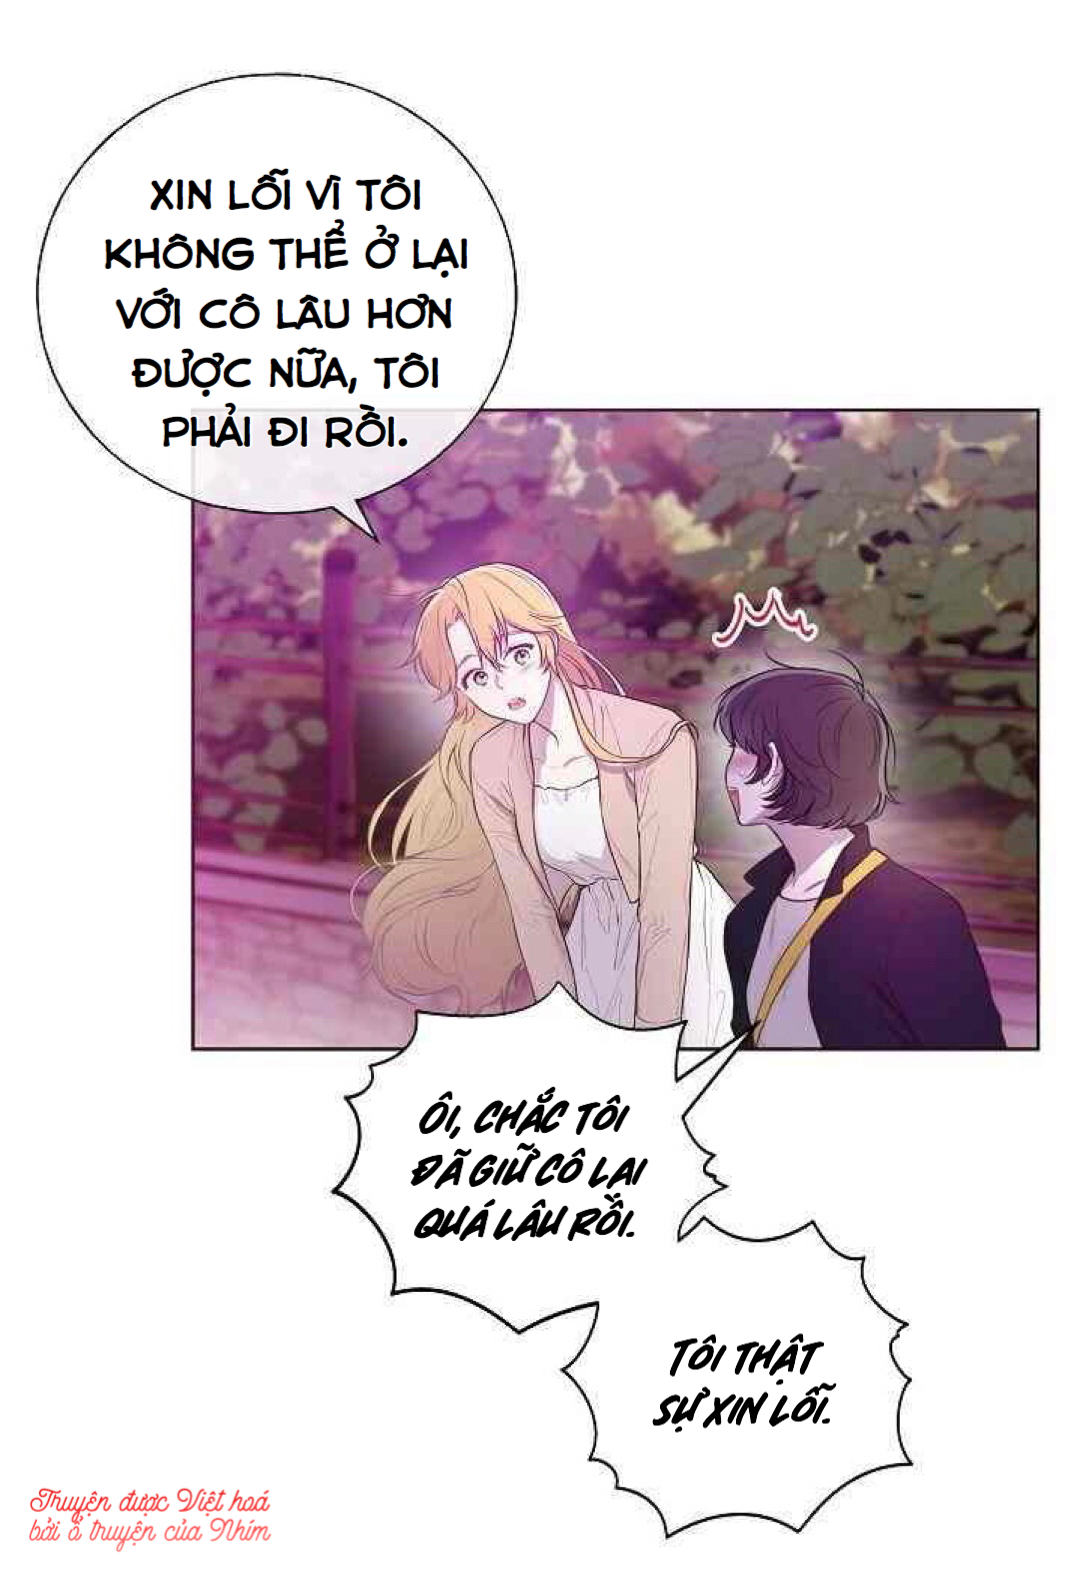 XIN LỖI VÌ TÔI
KHÔNG THỂ Ở LẠI
VỚI CÔ LÂU HƠN
ĐƯỢC NỮA, TÔI
PHẢI ĐI RỒI.
ÔI, CHẮC TÔI
ĐÃ GIỮ CÔ LẠI
QUÁ LÂU RỒI.
TÔI THẬT
SỰ XIN LỖI.
Truyện được Việt hoá
bởi ổ truyện của Nhím